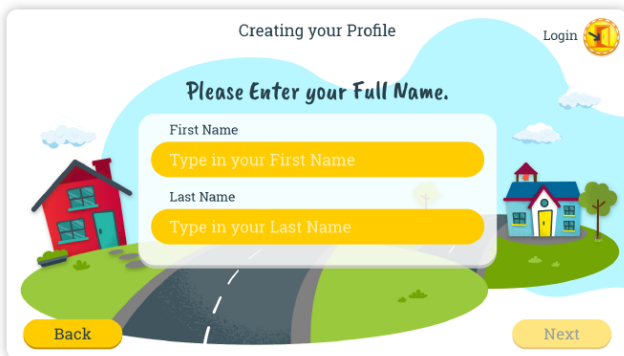 Creating your Profile
Login
Please Enter your Full Name.
First Name
Type in your First Name
Last Name
Type in your Last Name
Back
Next